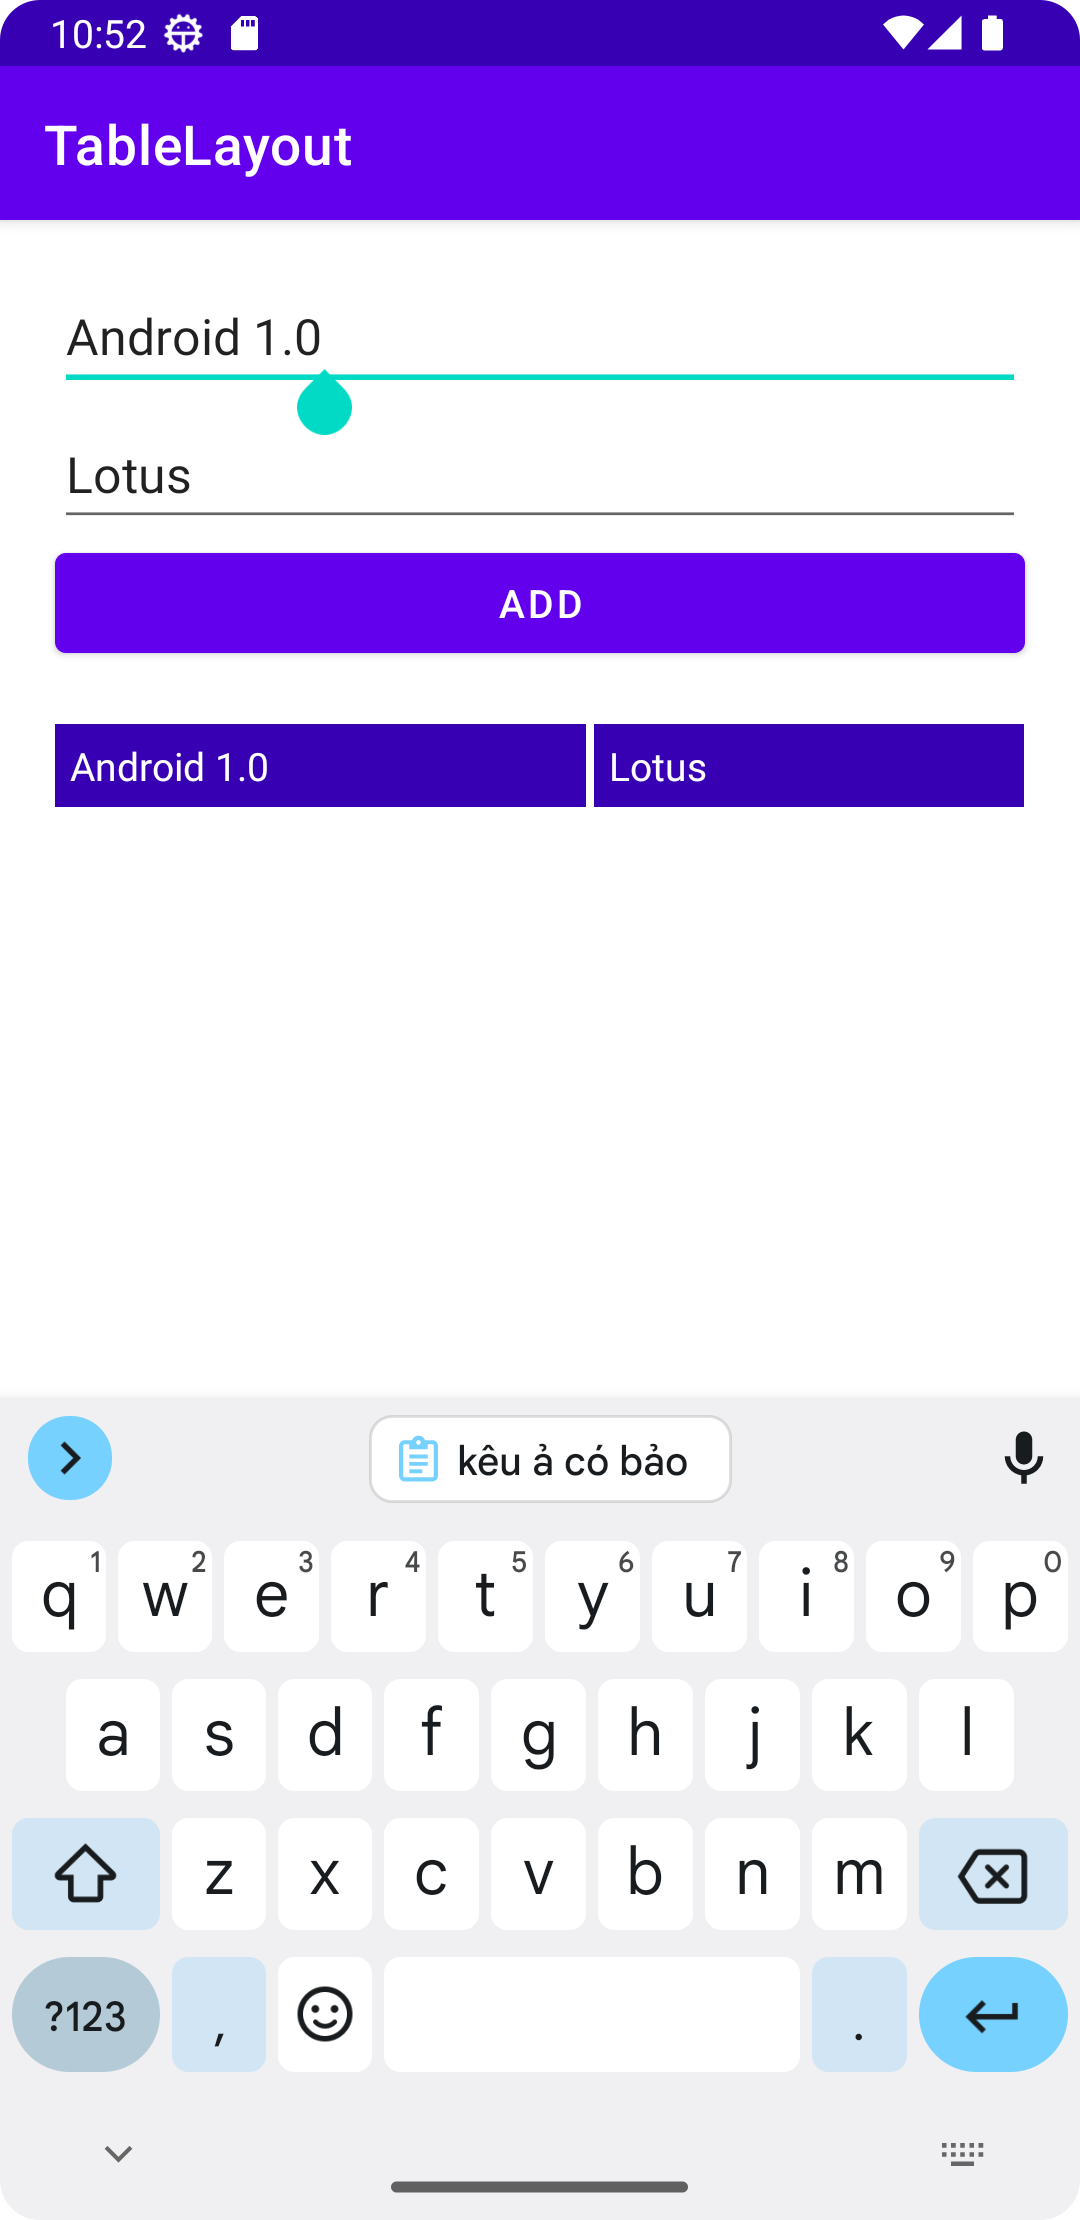 10:52
TableLayout
Android 1.0
Lotus
ADD
Android 1.0 Lotus
kêu ả có bảo
q 1 w 2 e 3 r 4 t 5 y 6 u 7 i 8 o 9 p 0
a s d f g h j k l
z x c v b n m
?123 , .